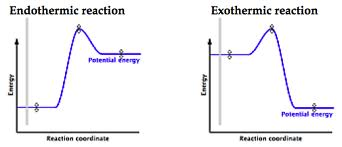 Endothermic reaction
Energy
Potential energy
Reaction coordinate
Exothermic reaction
Energy
Potential energy
Reaction coordinate